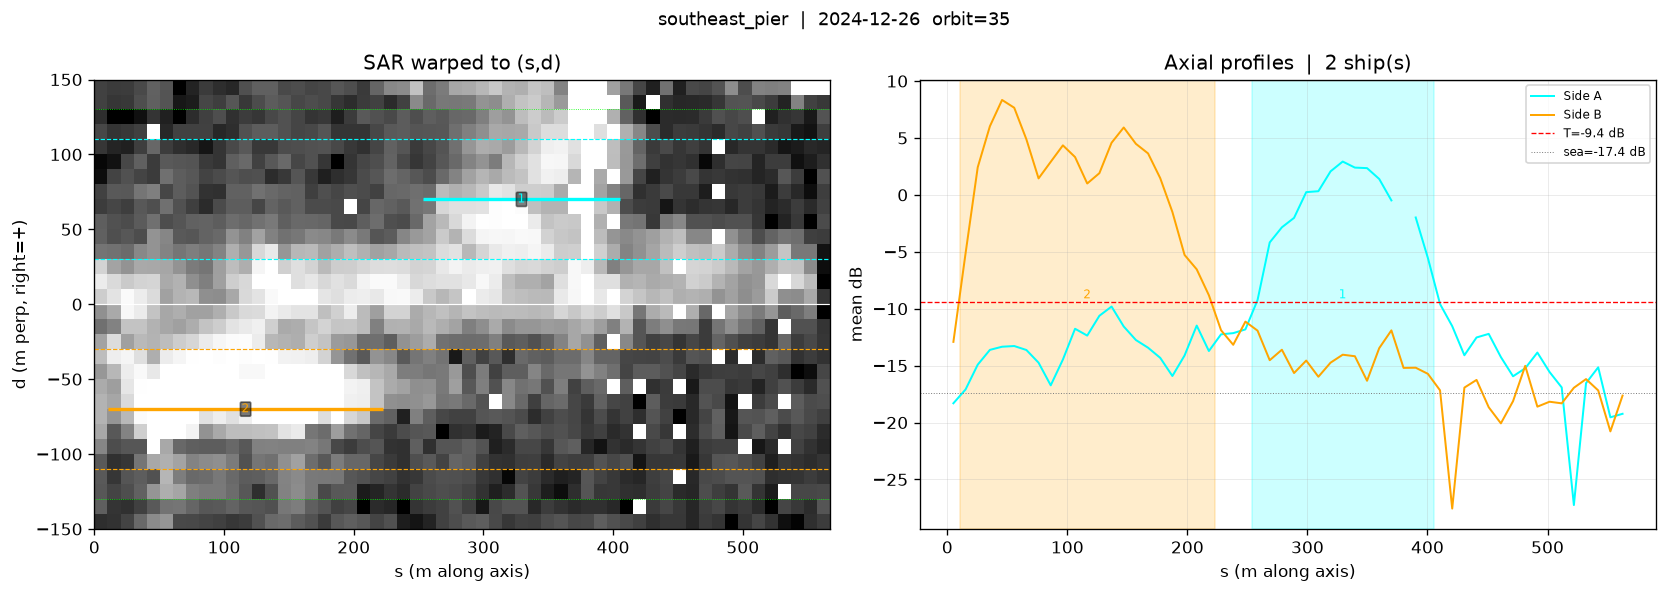 southeast_pier | 2024-12-26 orbit=35
SAR warped to (s,d)
150
100
50
0
−50
−100
−150
d (m perp, right=+)
1
2
0 100 200 300 400 500
s (m along axis)
Axial profiles | 2 ship(s)
10
5
0
−5
−10
−15
−20
−25
mean dB
Side A
Side B
T=-9.4 dB
sea=-17.4 dB
2
1
0 100 200 300 400 500
s (m along axis)